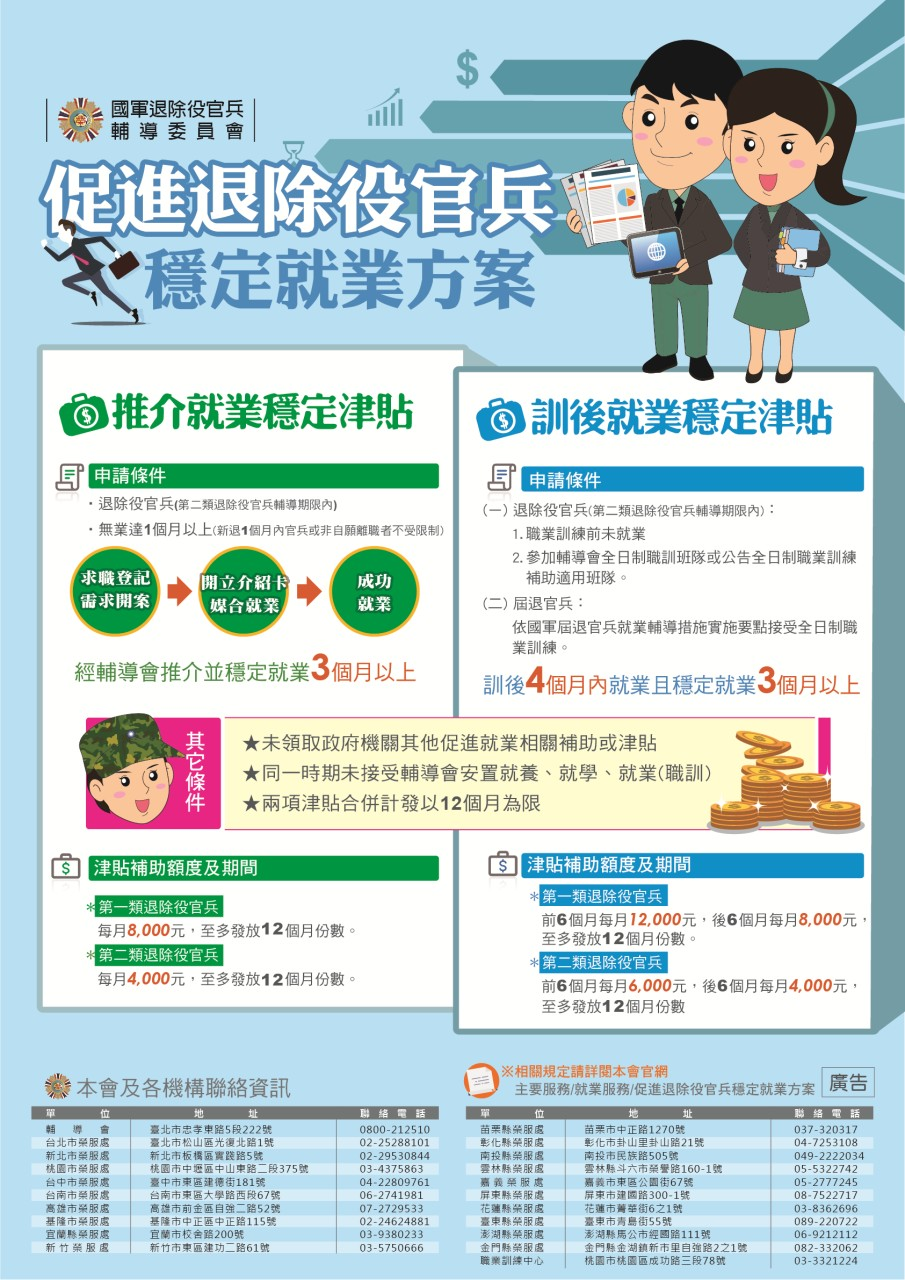 國軍退除役官兵
輔導委員會
促進退除役官兵
穩定就業方案
推介就業穩定津貼
申請條件
・退除役官兵(第二類退除役官兵輔導期限內)
・無業達1個月以上(新退1個月內官兵或非自願離職者不受限制)
求職登記
需求開案
開立介紹卡
媒合就業
成功
就業
經輔導會推介並穩定就業3個月以上
訓後就業穩定津貼
申請條件
(一) 退除役官兵(第二類退除役官兵輔導期限內)：
1. 職業訓練前未就業
2. 參加輔導會全日制職訓班隊或公告全日制職業訓練
補助適用班隊。
(二) 屆退官兵：
依國軍屆退官兵就業輔導措施實施要點接受全日制職
業訓練。
訓後4個月內就業且穩定就業3個月以上
其它條件
★未領取政府機關其他促進就業相關補助或津貼
★同一時期未接受輔導會安置就養、就學、就業(職訓)
★兩項津貼合併計發以12個月為限
津貼補助額度及期間
*第一類退除役官兵
每月8,000元，至多發放12個月份數。
*第二類退除役官兵
每月4,000元，至多發放12個月份數。
津貼補助額度及期間
*第一類退除役官兵
前6個月每月12,000元，後6個月每月8,000元，
至多發放12個月份數。
*第二類退除役官兵
前6個月每月6,000元，後6個月每月4,000元，
至多發放12個月份數
本會及各機構聯絡資訊
單位 地址 聯絡電話
輔導會 臺北市忠孝東路5段222號 0800-212510
台北市榮服處 臺北市松山區光復北路1號 02-25288101
新北市榮服處 新北市板橋區實踐路5號 02-29530844
桃園市榮服處 桃園市中壢區中山東路二段375號 03-4375863
台中市榮服處 臺中市東區建德街181號 04-22809761
台南市榮服處 台南市東區大學路西段67號 06-2741981
高雄市榮服處 高雄市前金區自強二路52號 07-2729533
基隆市榮服處 基隆市中正區中正路115號 02-24624881
宜蘭縣榮服處 宜蘭市校舍路200號 03-9380233
新竹榮服處 新竹市東區建功二路61號 03-5750666
※相關規定請詳閱本會官網
主要服務/就業服務/促進退除役官兵穩定就業方案
廣告
單位 地址 聯絡電話
苗栗縣榮服處 苗栗市中正路1270號 037-320317
彰化縣榮服處 彰化市卦山里卦山路21號 04-7253108
南投縣榮服處 南投市民族路505號 049-2222034
雲林縣榮服處 雲林縣斗六市榮譽路160-1號 05-5322742
嘉義榮服處 嘉義市東區公園街67號 05-2777245
屏東縣榮服處 屏東市建國路300-1號 08-7522717
花蓮縣榮服處 花蓮市菁華街6之1號 03-8362696
臺東縣榮服處 臺東市青島街55號 089-220722
澎湖縣榮服處 澎湖縣馬公市經國路111號 06-9212112
金門縣榮服處 金門縣金湖鎮新市里自強路2之1號 082-332062
職業訓練中心 桃園市桃園區成功路三段78號 03-3321224